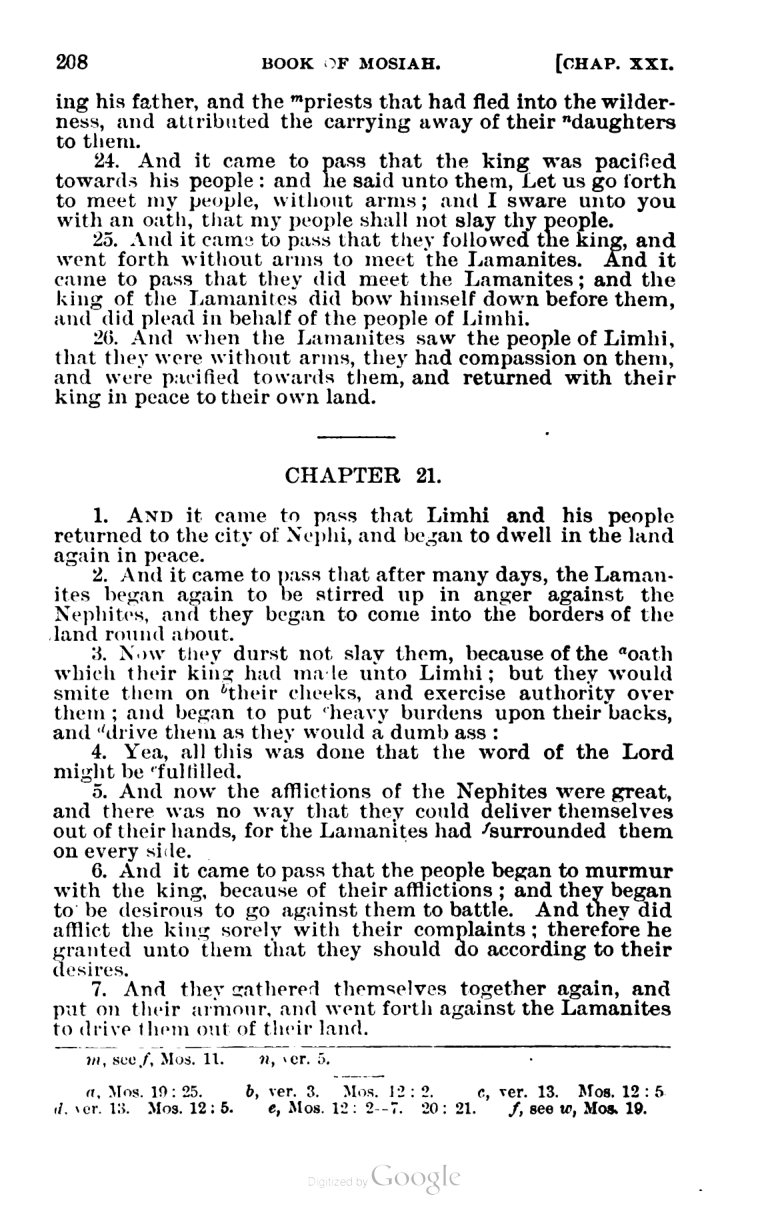 208 BOOK OF MOSIAH. [CHAP. XXI.
ing his father, and the ᵐpriests that had fled into the wilder-
ness, and attributed the carrying away of their ⁿdaughters
to them.
24. And it came to pass that the king was pacified
towards his people: and he said unto them, Let us go forth
to meet my people, without arms; and I sware unto you
with an oath, that my people shall not slay thy people.
25. And it came to pass that they followed the king, and
went forth without arms to meet the Lamanites. And it
came to pass that they did meet the Lamanites; and the
king of the Lamanites did bow himself down before them,
and did plead in behalf of the people of Limhi.
26. And when the Lamanites saw the people of Limhi,
that they were without arms, they had compassion on them,
and were pacified towards them, and returned with their
king in peace to their own land.
CHAPTER 21.
1. AND it came to pass that Limhi and his people
returned to the city of Nephi, and began to dwell in the land
again in peace.
2. And it came to pass that after many days, the Laman-
ites began again to be stirred up in anger against the
Nephites, and they began to come into the borders of the
land round about.
3. Now they durst not slay them, because of the ᵃoath
which their king had made unto Limhi; but they would
smite them on ᵇtheir cheeks, and exercise authority over
them; and began to put ᶜheavy burdens upon their backs,
and ᵈdrive them as they would a dumb ass:
4. Yea, all this was done that the word of the Lord
might be ᵉfulfilled.
5. And now the afflictions of the Nephites were great,
and there was no way that they could deliver themselves
out of their hands, for the Lamanites had ᶠsurrounded them
on every side.
6. And it came to pass that the people began to murmur
with the king, because of their afflictions; and they began
to be desirous to go against them to battle. And they did
afflict the king sorely with their complaints; therefore he
granted unto them that they should do according to their
desires.
7. And they gathered themselves together again, and
put on their armour, and went forth against the Lamanites
to drive them out of their land.
m, see f, Mos. 11. n, ver. 5.
a, Mos. 19: 25. b, ver. 3. Mos. 12: 2. c, ver. 13. Mos. 12: 5
d, ver. 13. Mos. 12: 5. e, Mos. 12: 2--7. 20: 21. f, see w, Mos. 19.
Digitized by Google